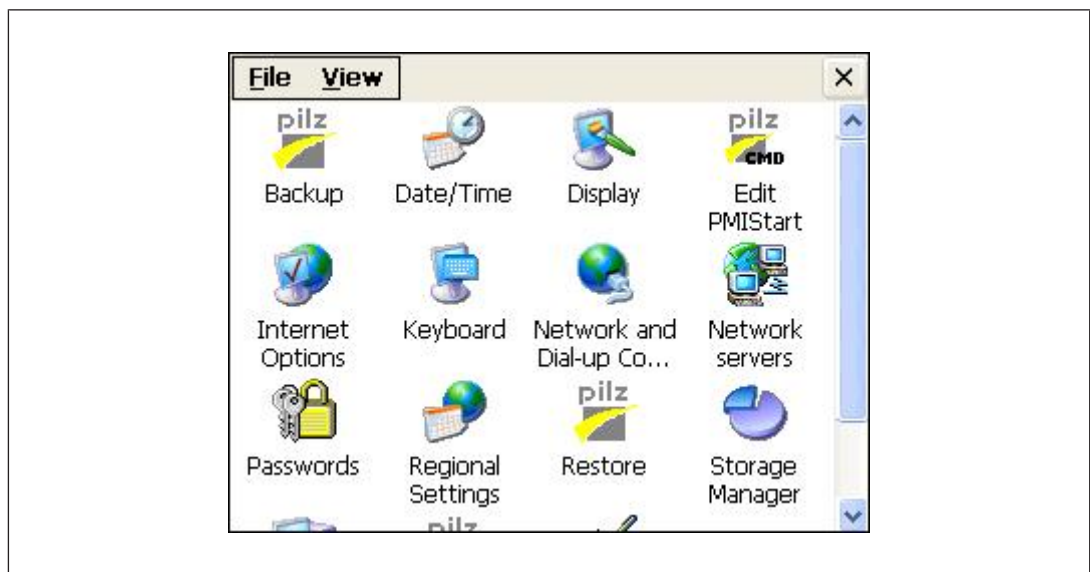 File View
pilz
pilz
CMD
Backup Date/Time Display Edit
PMIStart
Internet
Options
Keyboard Network and
Dial-up Co...
Network
servers
pilz
Passwords Regional
Settings
Restore Storage
Manager
pilz